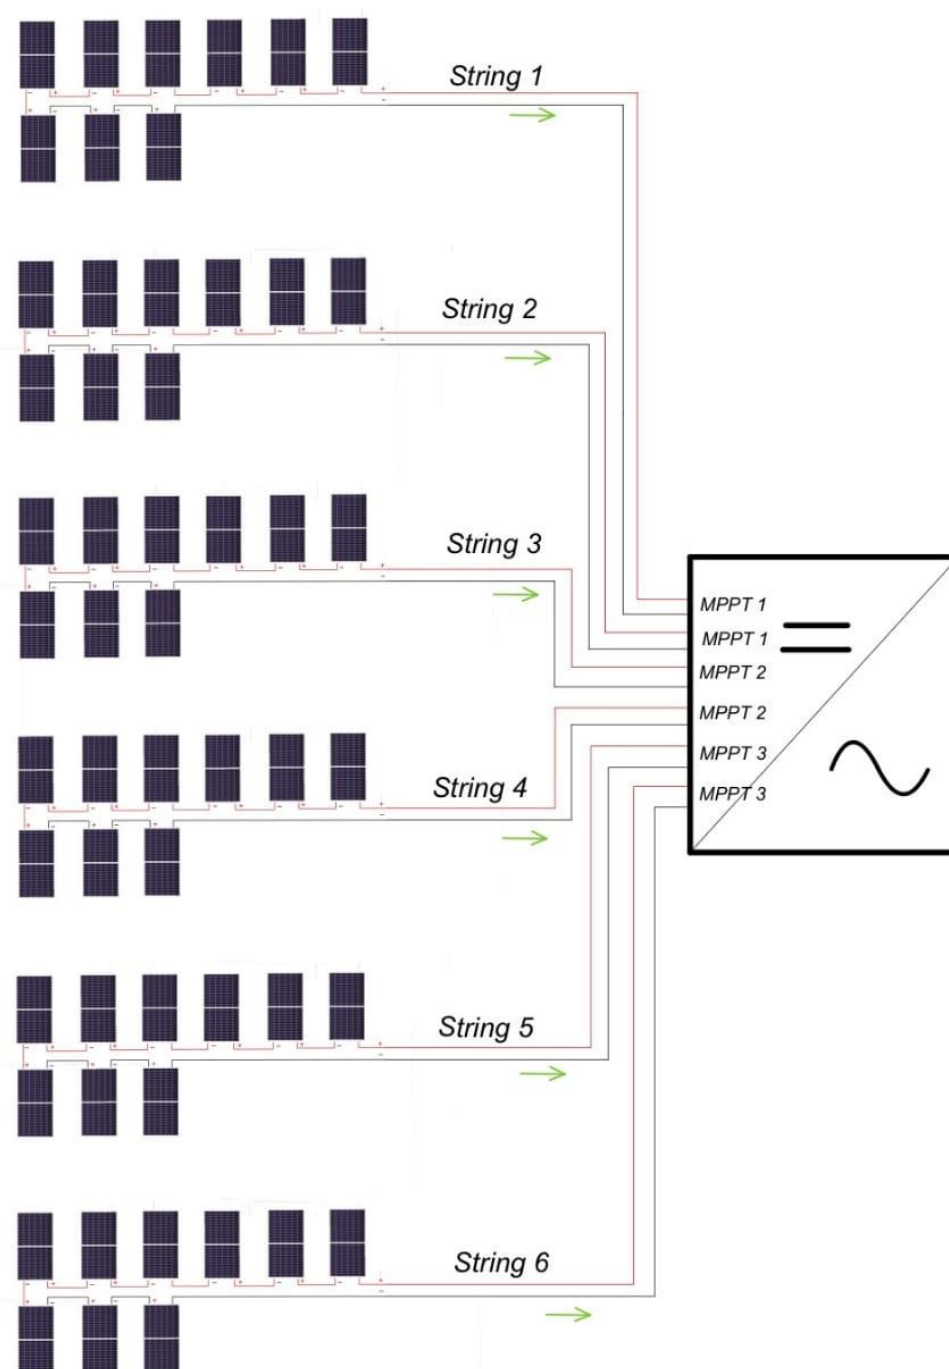 String 1
String 2
String 3
MPPT 1
MPPT 1
MPPT 2
MPPT 2
MPPT 3
String 4
MPPT 3
String 5
String 6